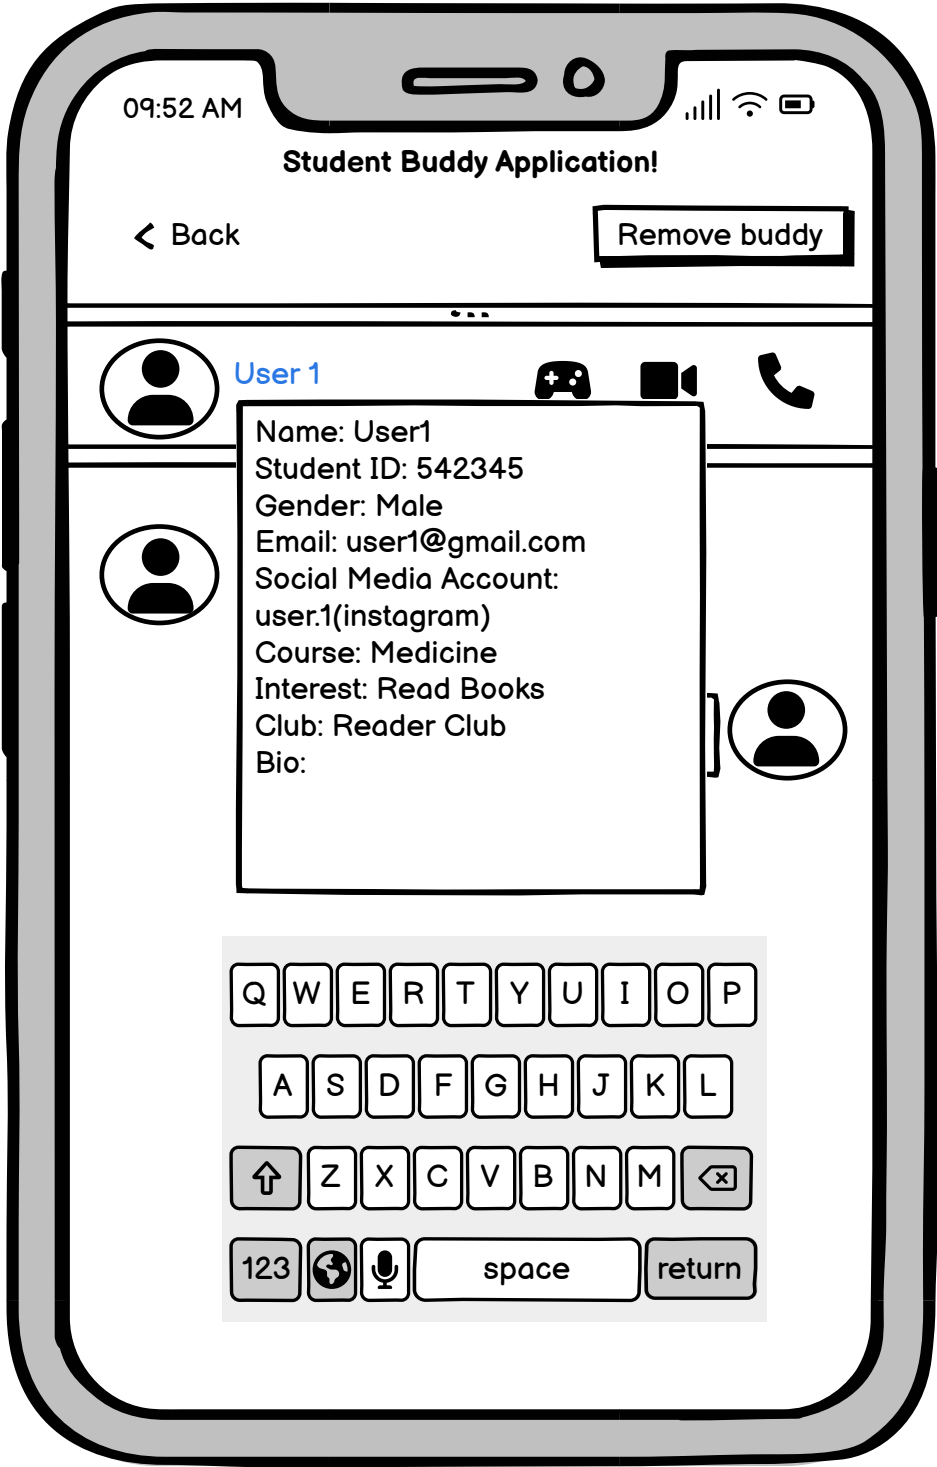 09:52 AM
Student Buddy Application!
Back
Remove buddy
User 1
Name: User1
Student ID: 542345
Gender: Male
Email: user1@gmail.com
Social Media Account:
user.1(instagram)
Course: Medicine
Interest: Read Books
Club: Reader Club
Bio:
Q W E R T Y U I O P
A S D F G H J K L
Z X C V B N M
123 space return